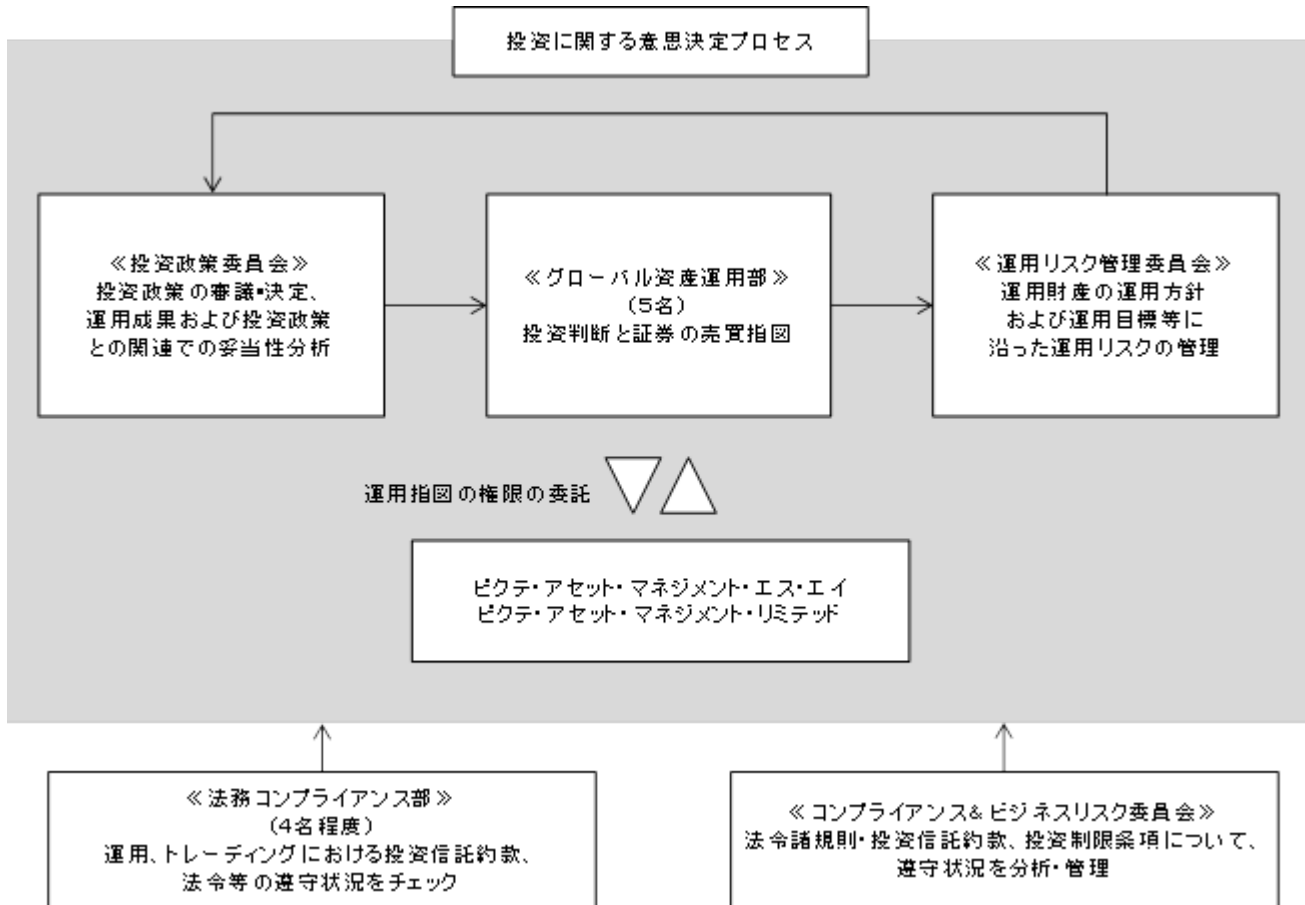 投資に関する意思決定プロセス
≪投資政策委員会≫
投資政策の審議・決定、
運用成果および投資政策
との関連での妥当性分析
≪グローバル資産運用部≫
(5名)
投資判断と証券の売買指図
≪運用リスク管理委員会≫
運用財産の運用方針
および運用目標等に
沿った運用リスクの管理
運用指図の権限の委託
ピクテ・アセット・マネジメント・エス・エイ
ピクテ・アセット・マネジメント・リミテッド
≪法務コンプライアンス部≫
(4名程度)
運用、トレーディングにおける投資信託約款、
法令等の遵守状況をチェック
≪コンプライアンス&ビジネスリスク委員会≫
法令諸規則・投資信託約款、投資制限条項について、
遵守状況を分析・管理